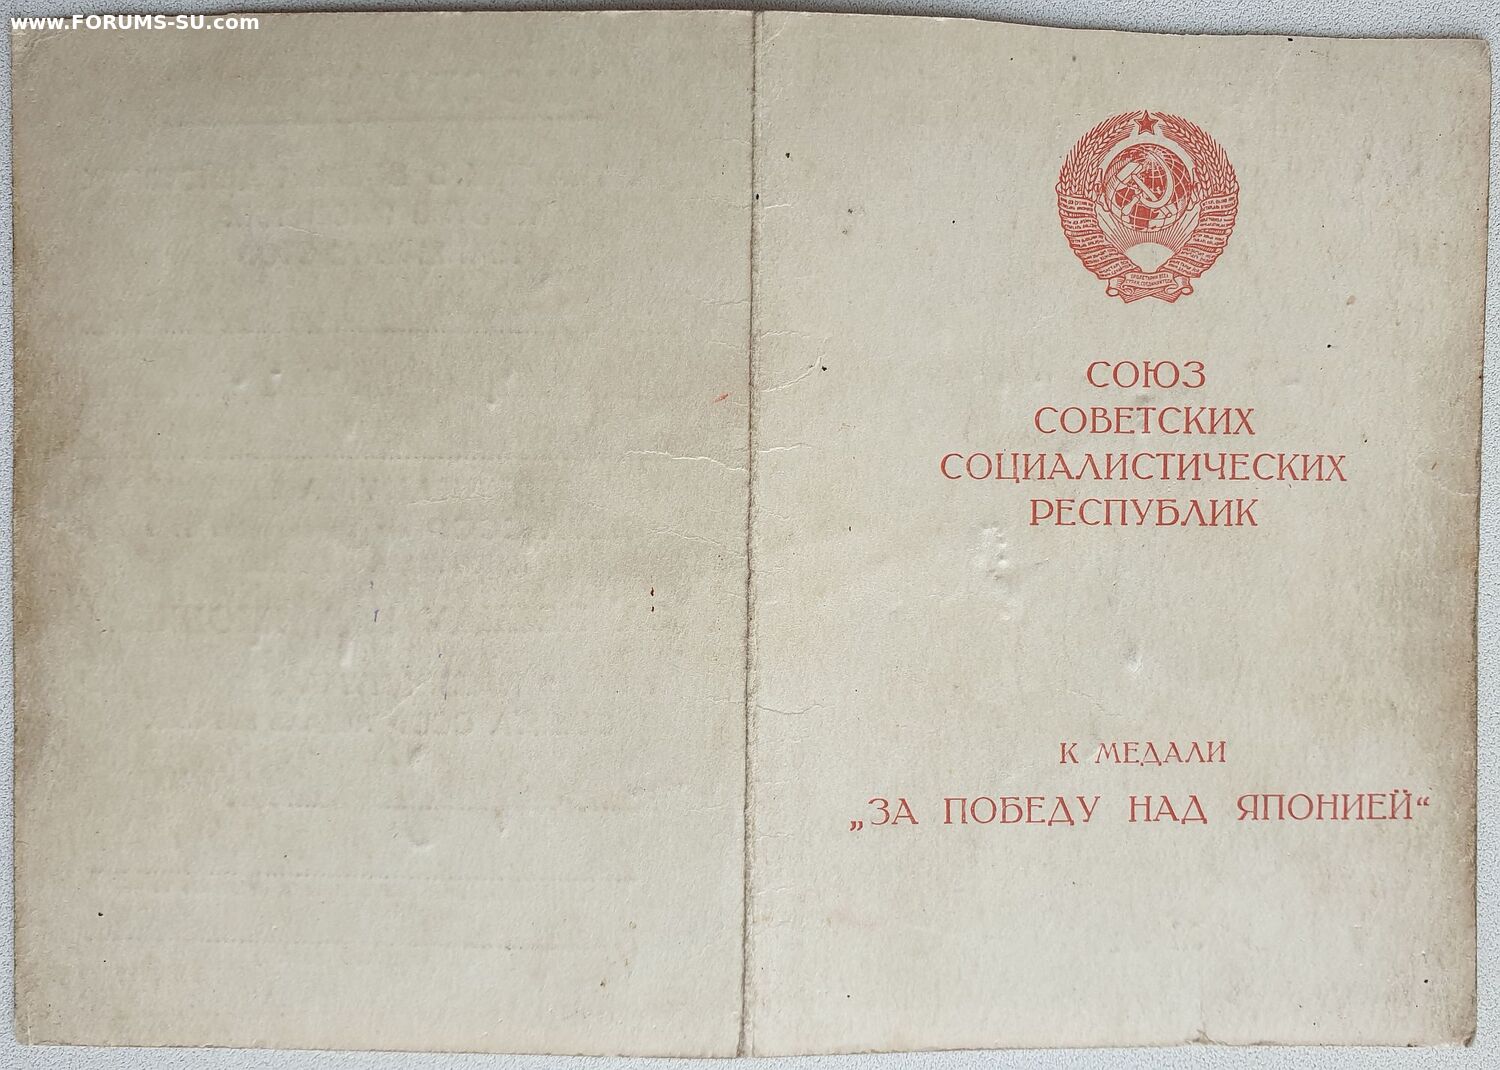 www.FORUMS-SU.com
СОЮЗ
СОВЕТСКИХ
СОЦИАЛИСТИЧЕСКИХ
РЕСПУБЛИК
К МЕДАЛИ
„ЗА ПОБЕДУ НАД ЯПОНИЕЙ“